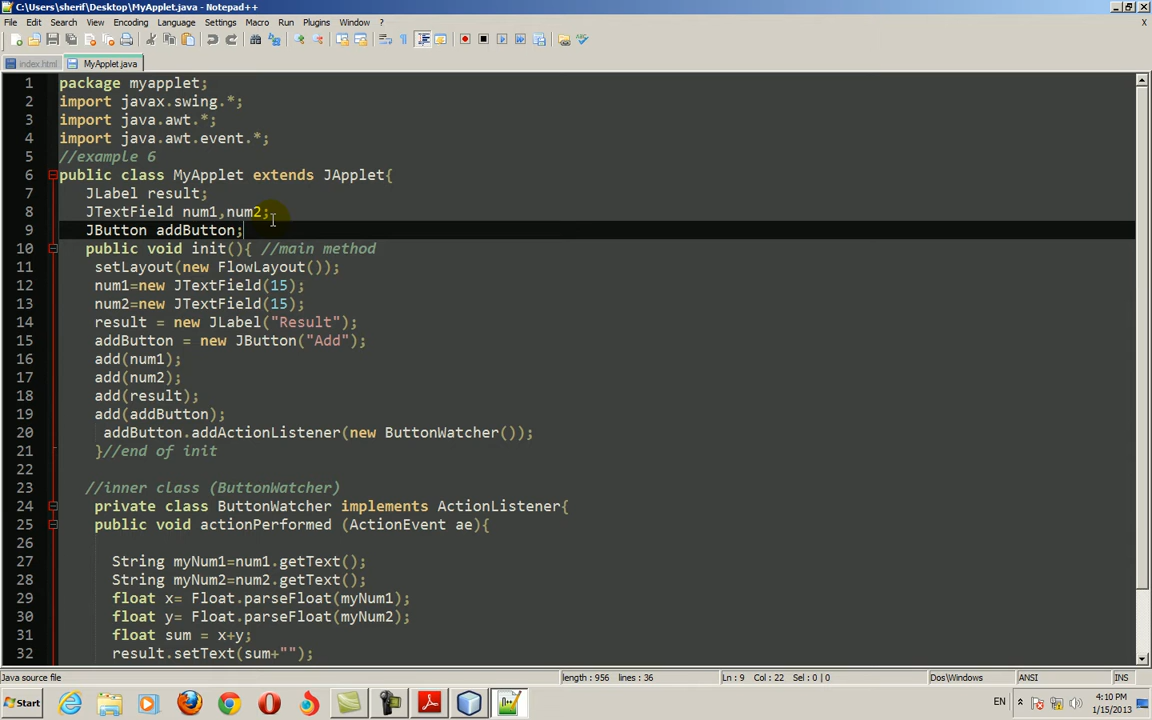 C:\Users\sherif\Desktop\MyApplet.java - Notepad++
File Edit Search View Encoding Language Settings Macro Run Plugins Window ?
index.html MyApplet.java
1 package myapplet;
2 import javax.swing.*;
3 import java.awt.*;
4 import java.awt.event.*;
5 //example 6
6 public class MyApplet extends JApplet{
7 JLabel result;
8 JTextField num1,num2;
9 JButton addButton;
10 public void init(){ //main method
11 setLayout(new FlowLayout());
12 num1=new JTextField(15);
13 num2=new JTextField(15);
14 result = new JLabel("Result");
15 addButton = new JButton("Add");
16 add(num1);
17 add(num2);
18 add(result);
19 add(addButton);
20 addButton.addActionListener(new ButtonWatcher());
21 }//end of init
22
23 //inner class (ButtonWatcher)
24 private class ButtonWatcher implements ActionListener{
25 public void actionPerformed (ActionEvent ae){
26
27 String myNum1=num1.getText();
28 String myNum2=num2.getText();
29 float x= Float.parseFloat(myNum1);
30 float y= Float.parseFloat(myNum2);
31 float sum = x+y;
32 result.setText(sum+"");
Java source file length : 956 lines : 36 Ln : 9 Col : 22 Sel : 0 | 0 Dos\Windows ANSI INS
Start EN 4:10 PM
1/15/2013